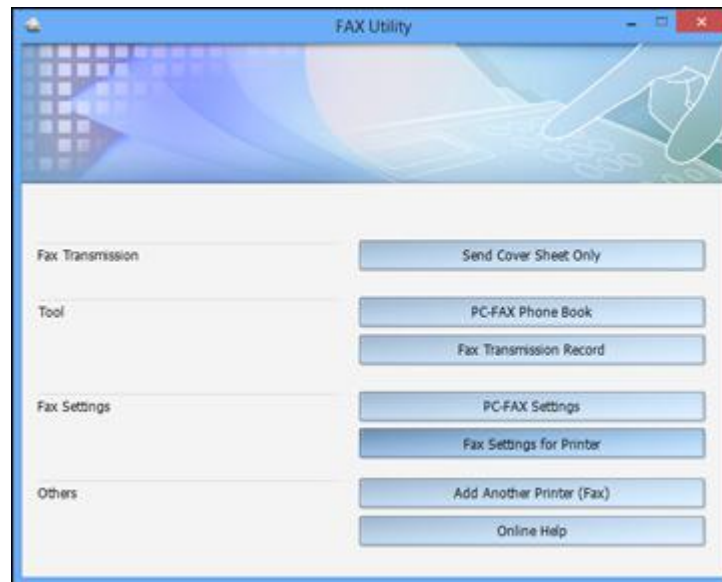 FAX Utility
Fax Transmission
Send Cover Sheet Only
Tool
PC-FAX Phone Book
Fax Transmission Record
Fax Settings
PC-FAX Settings
Fax Settings for Printer
Others
Add Another Printer (Fax)
Online Help